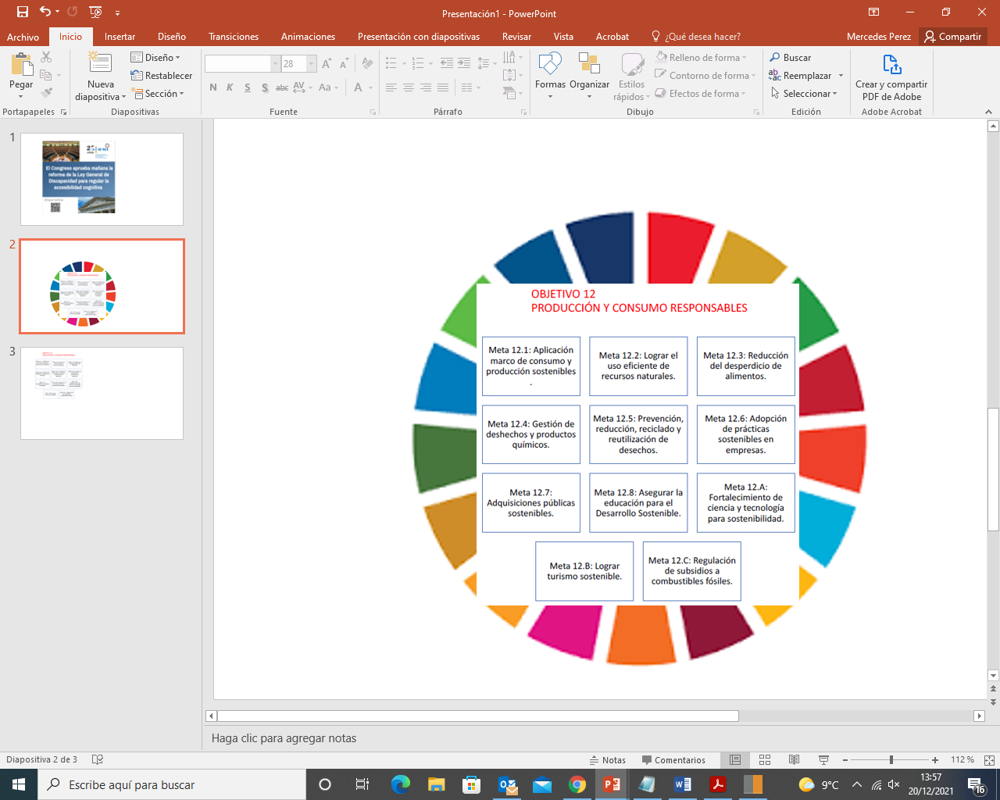 Presentación1 - PowerPoint
Archivo
Inicio
Insertar
Diseño
Transiciones
Animaciones
Presentación con diapositivas
Revisar
Vista
Acrobat
¿Qué desea hacer?
Mercedes Perez
Compartir
Pegar
Portapapeles
Nueva
diapositiva
Diseño
Restablecer
Sección
Diapositivas
28
N K S S abc AV Aa A
Fuente
Párrafo
Formas
Organizar
Estilos
rápidos
Relleno de forma
Contorno de forma
Efectos de forma
Dibujo
Buscar
Reemplazar
Seleccionar
Edición
Crear y compartir
PDF de Adobe
Adobe Acrobat
1
El Congreso aprueba mañana la
reforma de la Ley General de
Discapacidad para regular la
accesibilidad cognitiva
2
3
OBJETIVO 12
PRODUCCIÓN Y CONSUMO RESPONSABLES
Meta 12.1: Aplicación
marco de consumo y
producción sostenibles
.
Meta 12.2: Lograr el
uso eficiente de
recursos naturales.
Meta 12.3: Reducción
del desperdicio de
alimentos.
Meta 12.4: Gestión de
deshechos y productos
químicos.
Meta 12.5: Prevención,
reducción, reciclado y
reutilización de
desechos.
Meta 12.6: Adopción
de prácticas
sostenibles en
empresas.
Meta 12.7:
Adquisiciones públicas
sostenibles.
Meta 12.8: Asegurar la
educación para el
Desarrollo Sostenible.
Meta 12.A:
Fortalecimiento de
ciencia y tecnología
para sostenibilidad.
Meta 12.B: Lograr
turismo sostenible.
Meta 12.C: Regulación
de subsidios a
combustibles fósiles.
Haga clic para agregar notas
Diapositiva 2 de 3
Notas
Comentarios
112 %
Escribe aquí para buscar
9°C
13:57
20/12/2021
16